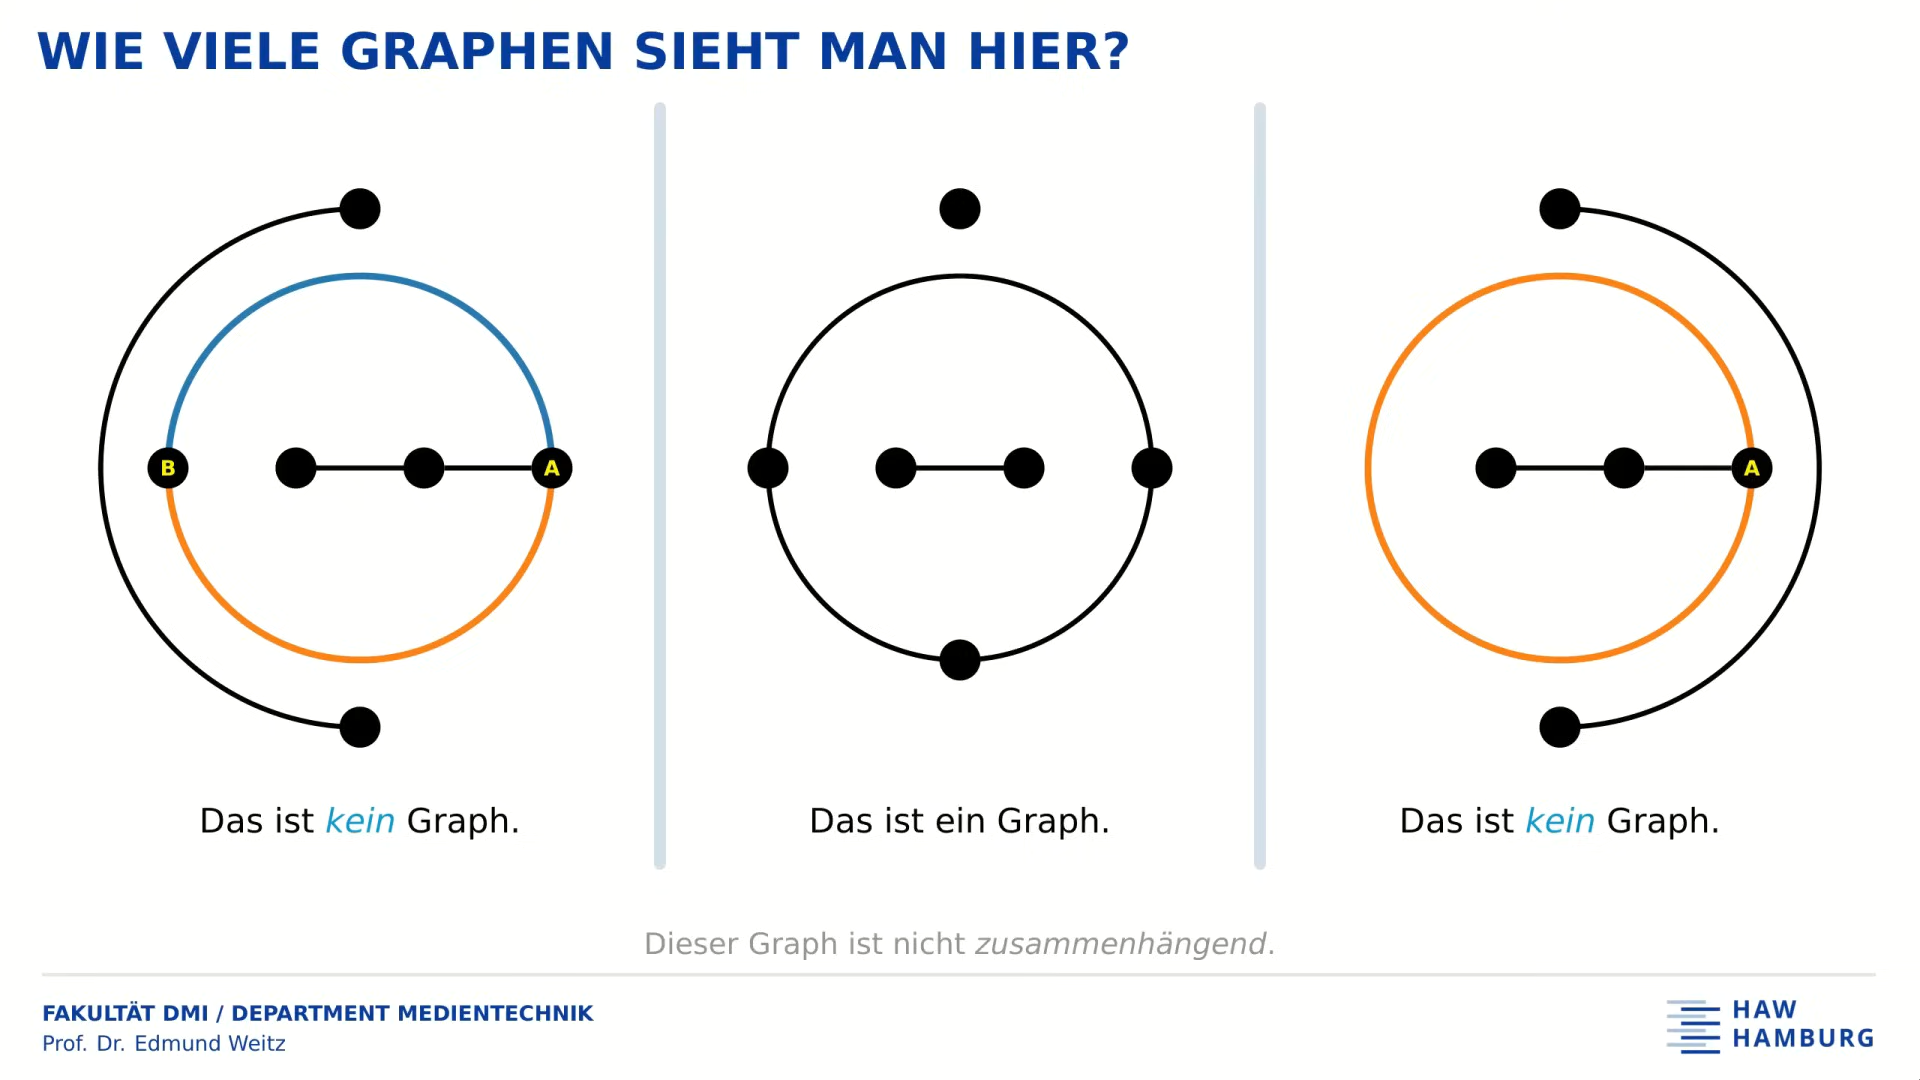 WIE VIELE GRAPHEN SIEHT MAN HIER?
B
A
A
Das ist kein Graph.
Das ist ein Graph.
Das ist kein Graph.
Dieser Graph ist nicht zusammenhängend.
FAKULTÄT DMI / DEPARTMENT MEDIENTECHNIK
Prof. Dr. Edmund Weitz
HAW
HAMBURG